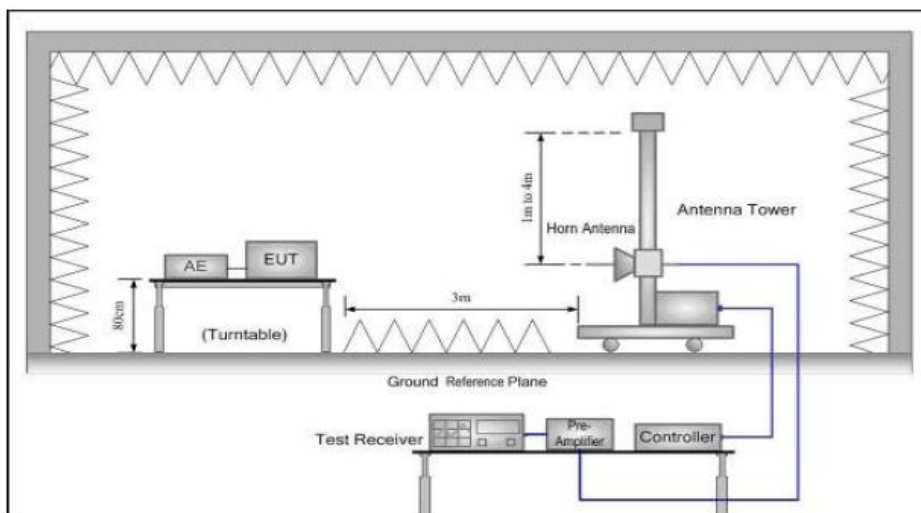 1m to 4m
Antenna Tower
Horn Antenna
AE
EUT
3m
80cm
(Turntable)
Ground Reference Plane
Test Receiver
Pre-
Amplifier
Controller